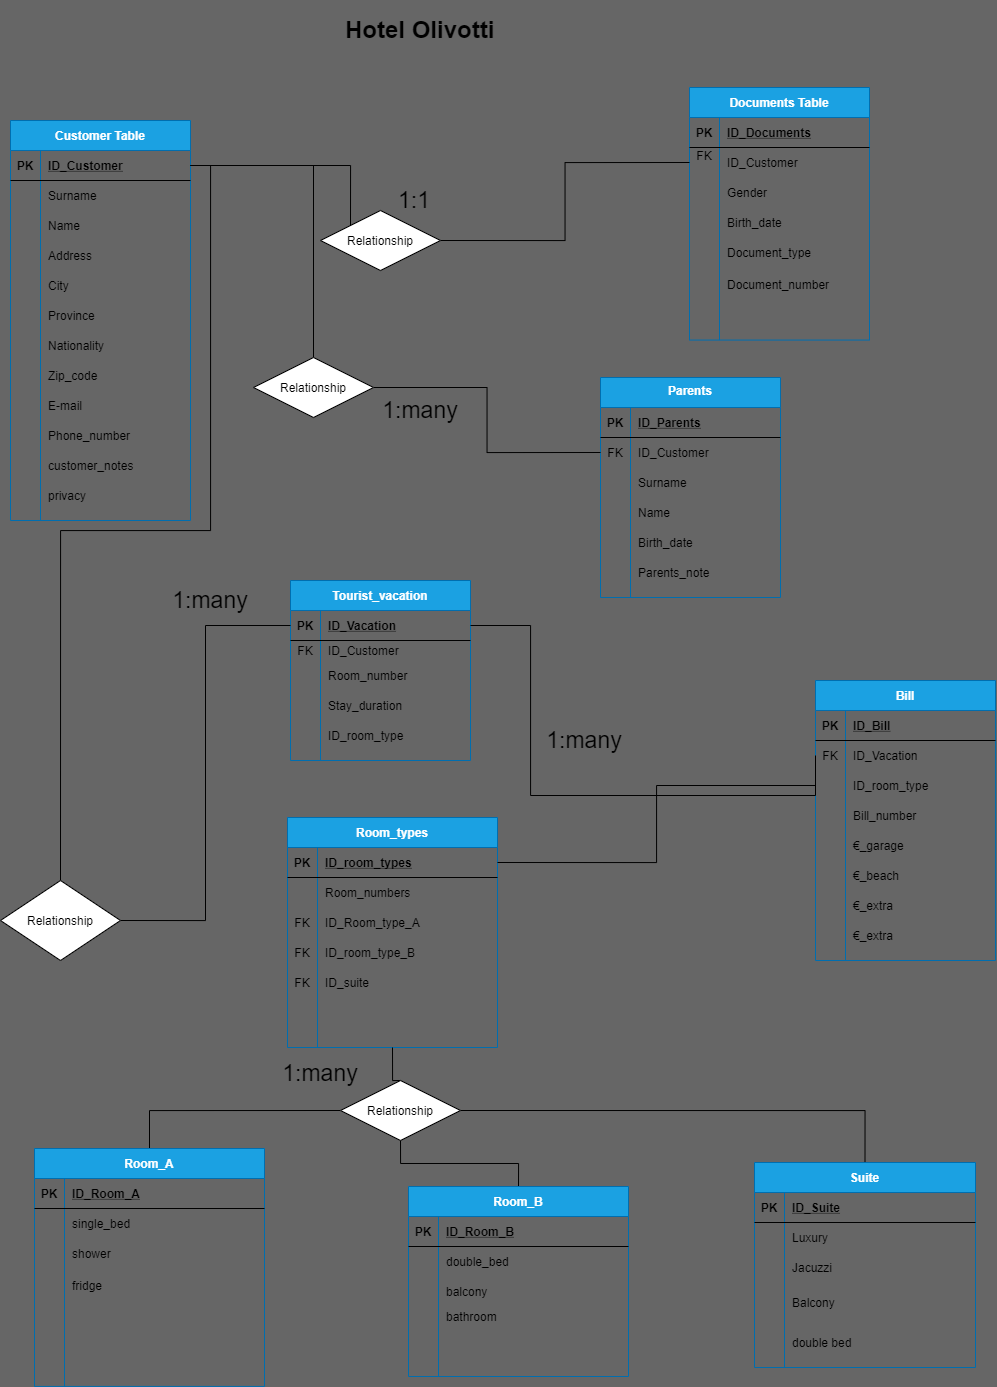 Hotel Olivotti
Customer Table
PK ID_Customer
Surname
Name
Address
City
Province
Nationality
Zip_code
E-mail
Phone_number
customer_notes
privacy
1:1
Relationship
Documents Table
PK ID_Documents
FK ID_Customer
Gender
Birth_date
Document_type
Document_number
Relationship
1:many
Parents
PK ID_Parents
FK ID_Customer
Surname
Name
Birth_date
Parents_note
1:many
Tourist_vacation
PK ID_Vacation
FK ID_Customer
Room_number
Stay_duration
ID_room_type
1:many
Bill
PK ID_Bill
FK ID_Vacation
ID_room_type
Bill_number
€_garage
€_beach
€_extra
€_extra
Room_types
PK ID_room_types
Room_numbers
FK ID_Room_type_A
FK ID_room_type_B
FK ID_suite
Relationship
1:many
Relationship
Room_A
PK ID_Room_A
single_bed
shower
fridge
Room_B
PK ID_Room_B
double_bed
balcony
bathroom
Suite
PK ID_Suite
Luxury
Jacuzzi
Balcony
double bed